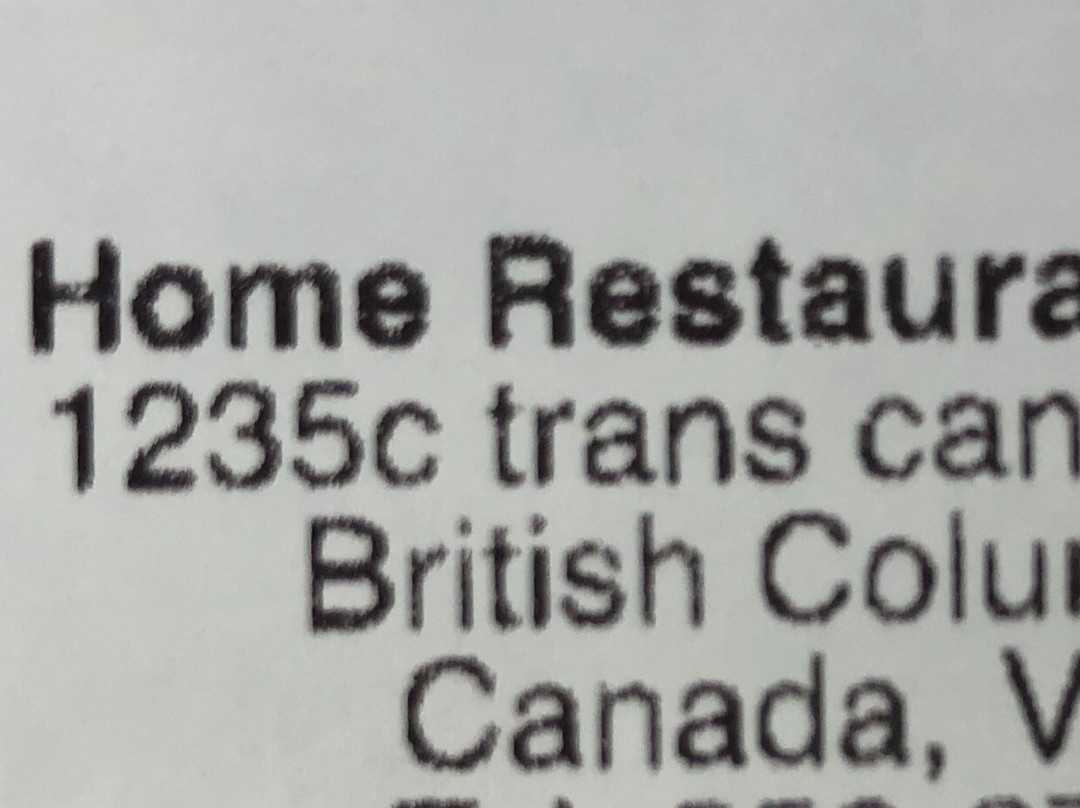 Home Restaura
1235c trans can
British Colu
Canada, V